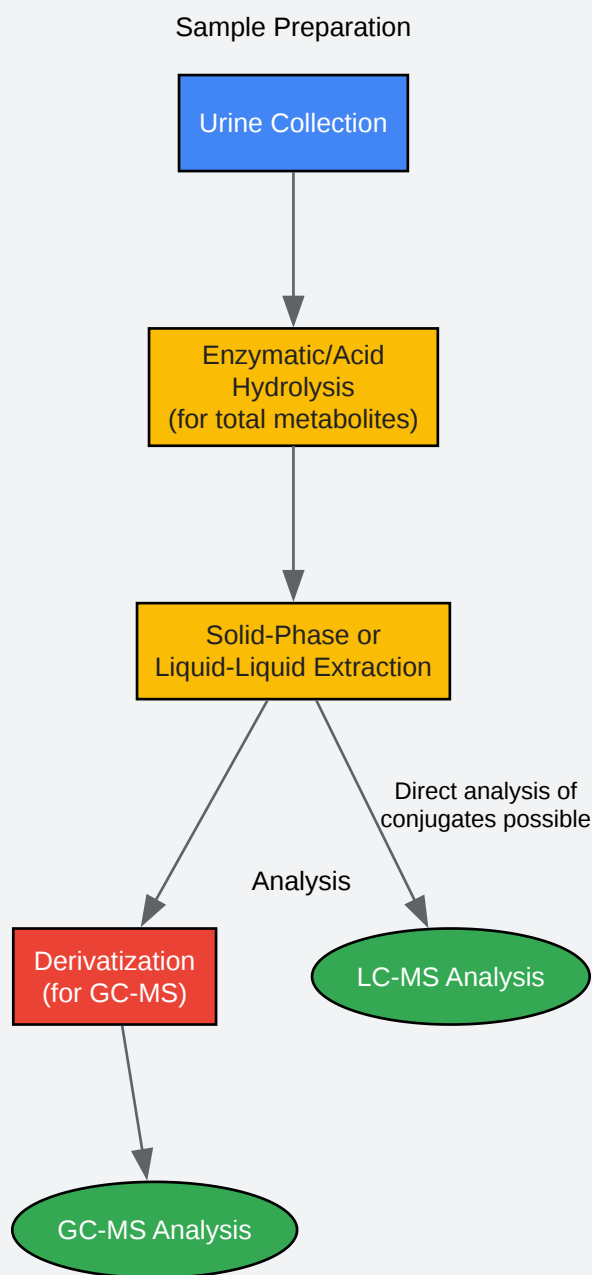 Sample Preparation
Urine Collection
Enzymatic/Acid
Hydrolysis
(for total metabolites)
Solid-Phase or
Liquid-Liquid Extraction
Direct analysis of
conjugates possible
Analysis
Derivatization
(for GC-MS)
LC-MS Analysis
GC-MS Analysis